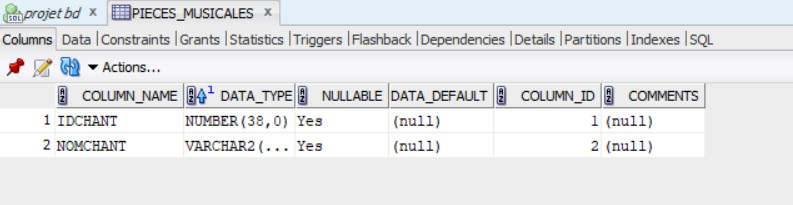 projet bd x PIECES_MUSICALES x
Columns Data Constraints Grants Statistics Triggers Flashback Dependencies Details Partitions Indexes SQL
Actions...
COLUMN_NAME 1 DATA_TYPE NULLABLE DATA_DEFAULT COLUMN_ID COMMENTS
1 IDCHANT NUMBER(38,0) Yes (null) 1 (null)
2 NOMCHANT VARCHAR2(... Yes (null) 2 (null)